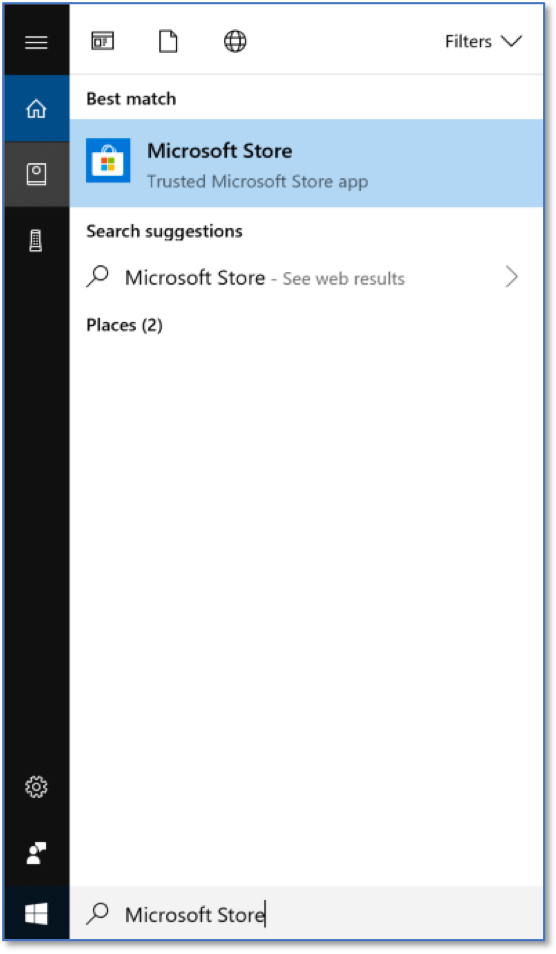 Filters
Best match
Microsoft Store
Trusted Microsoft Store app
Search suggestions
Microsoft Store - See web results
Places (2)
Microsoft Store